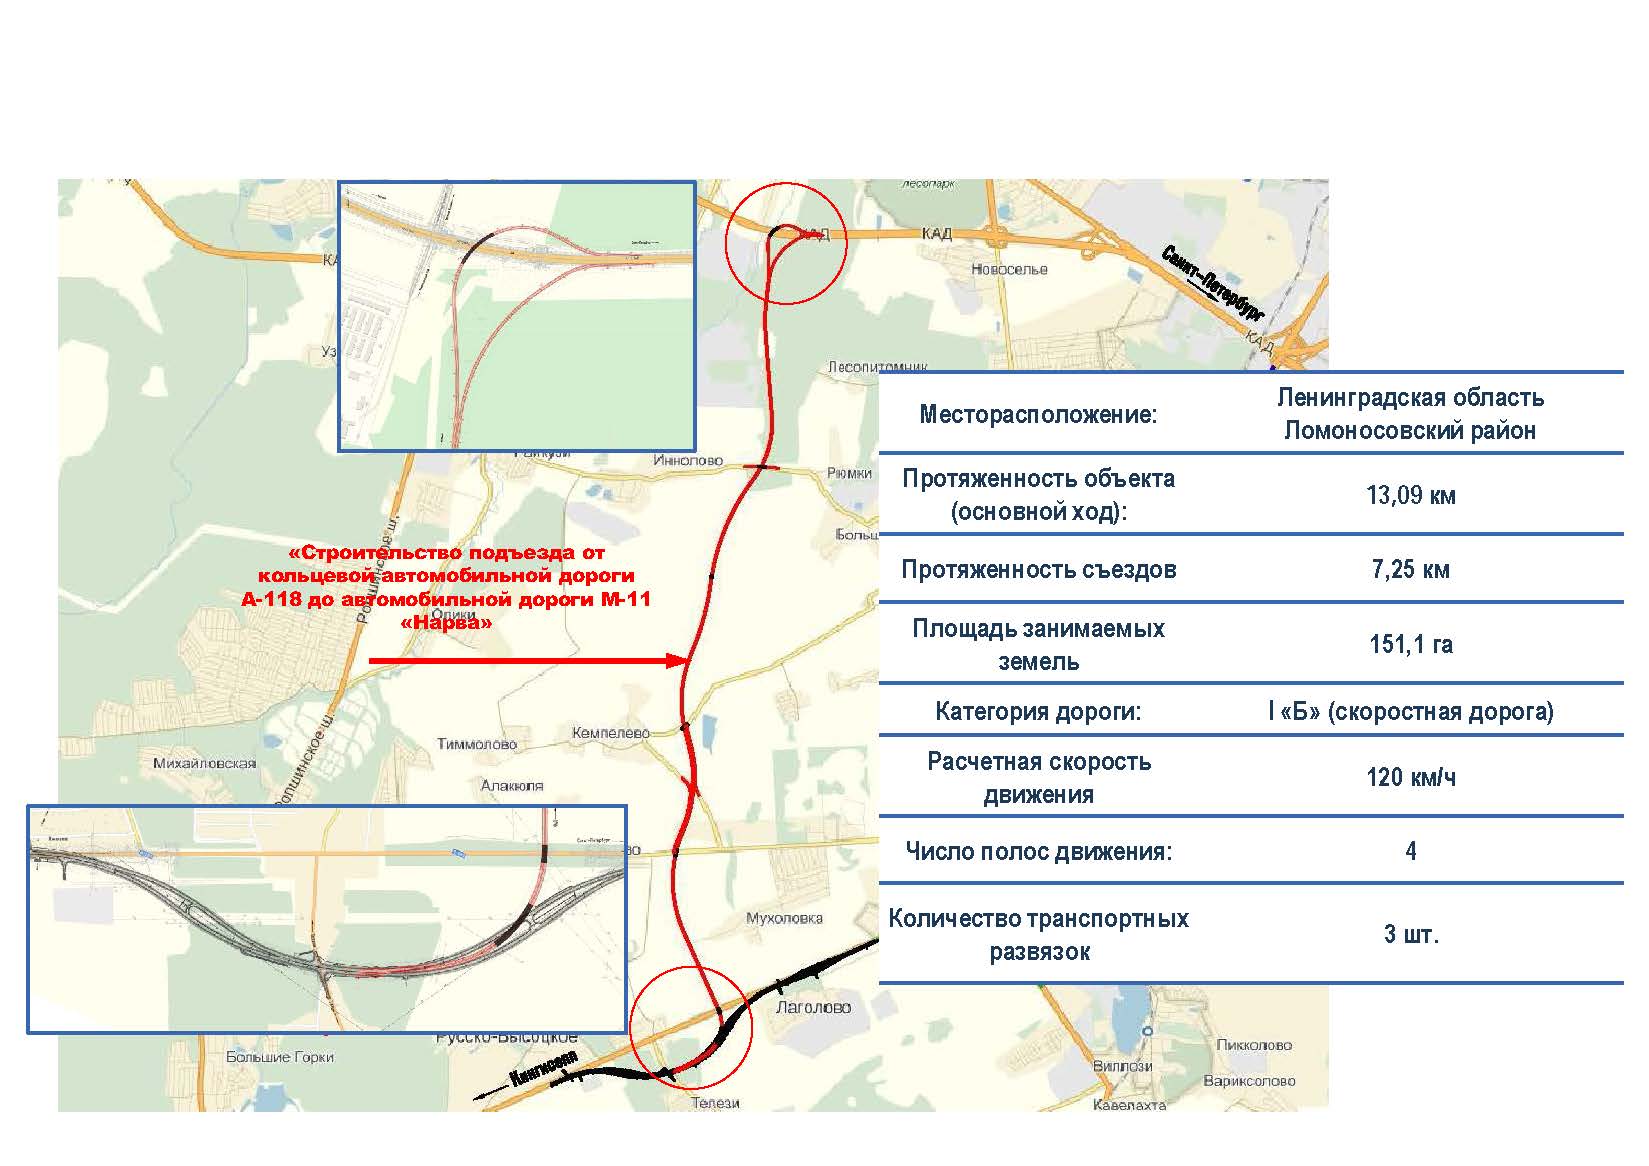 лесопарк
КАД
КАД
Новоселье
Санкт-Петербург
КАД
КА
Уз
Лесопитомник
Иннолово
Рюмки
Больш
Райкузи
Ропшинское ш.
Олики
«Строительство подъезда от
кольцевой автомобильной дороги
А-118 до автомобильной дороги М-11
«Нарва»
Месторасположение:
Ленинградская область
Ломоносовский район
Протяженность объекта
(основной ход):
13,09 км
Протяженность съездов
7,25 км
Площадь занимаемых
земель
151,1 га
Категория дороги:
I «Б» (скоростная дорога)
Расчетная скорость
движения
120 км/ч
Число полос движения:
4
Количество транспортных
развязок
3 шт.
Кемпелево
Тиммолово
Михайловская
Ропшинское ш.
Алакюля
во
Мухоловка
Лаголово
Русско-Высоцкое
Большие Горки
Кингисепп
Телези
Пикколово
Виллози
Вариксолово
Кавелахта